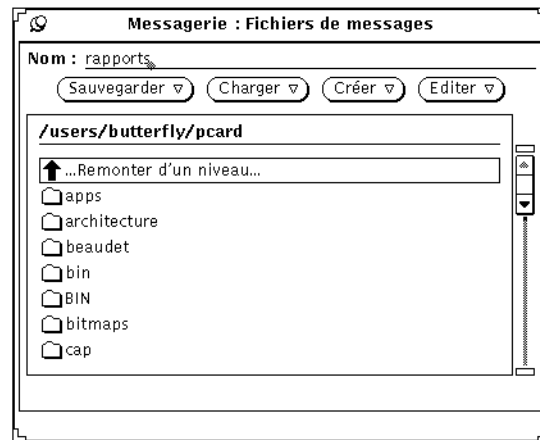 Messagerie : Fichiers de messages
Nom : rapports
Sauvegarder Charger Créer Editer
/users/butterfly/pcard
...Remonter d'un niveau...
apps
architecture
beaudet
bin
BIN
bitmaps
cap